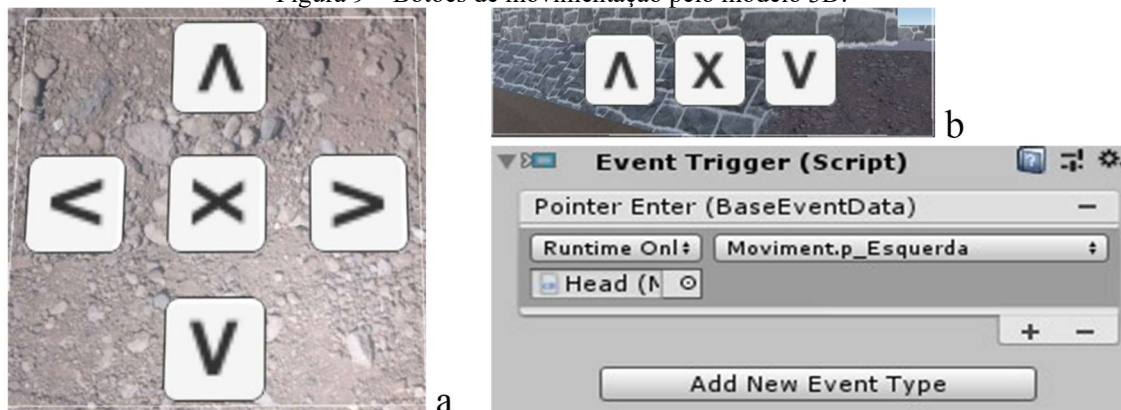 Figura 9 – Botões de movimentação pelo modelo 3D.
Λ
< X >
V
a
Λ X V
b
Event Trigger (Script)
Pointer Enter (BaseEventData) −
Runtime Onl Moviment.p_Esquerda
Head (N
+ −
Add New Event Type